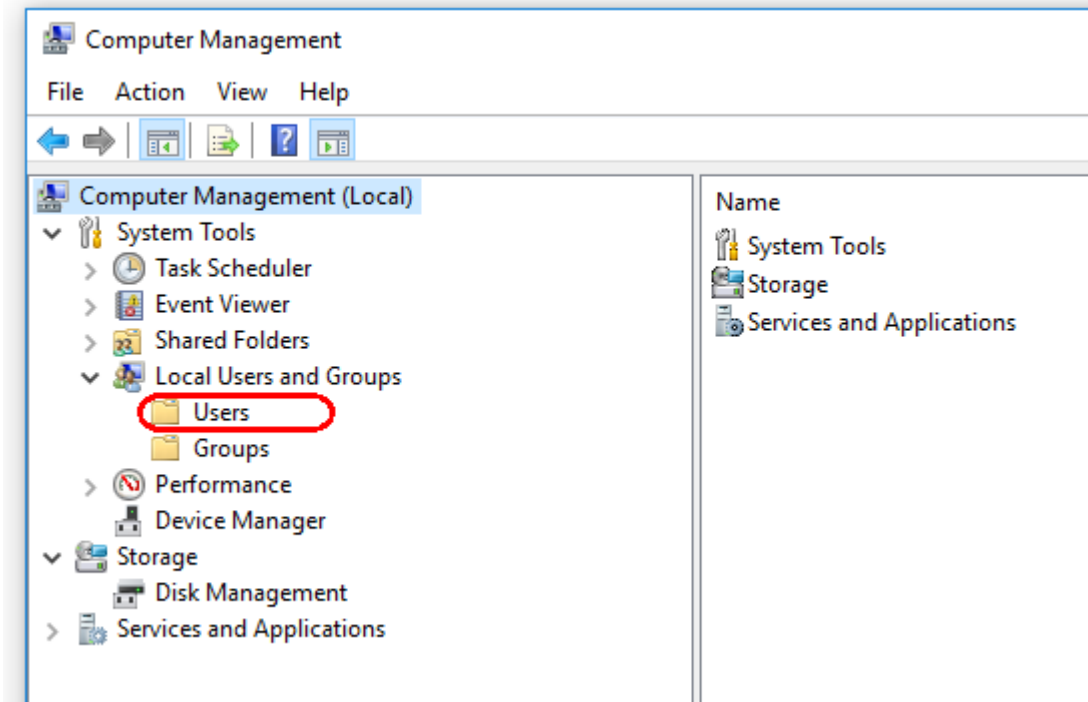 Computer Management
File Action View Help
Computer Management (Local)
System Tools
Task Scheduler
Event Viewer
Shared Folders
Local Users and Groups
Users
Groups
Performance
Device Manager
Storage
Disk Management
Services and Applications
Name
System Tools
Storage
Services and Applications